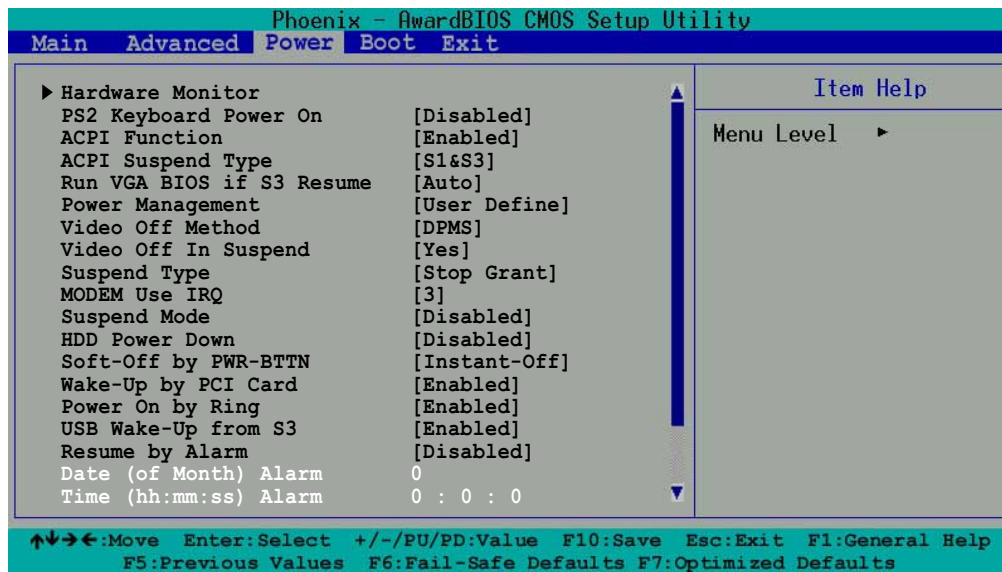 Phoenix - AwardBIOS CMOS Setup Utility
Main Advanced Power Boot Exit
Hardware Monitor
PS2 Keyboard Power On [Disabled]
ACPI Function [Enabled]
ACPI Suspend Type [S1&S3]
Run VGA BIOS if S3 Resume [Auto]
Power Management [User Define]
Video Off Method [DPMS]
Video Off In Suspend [Yes]
Suspend Type [Stop Grant]
MODEM Use IRQ [3]
Suspend Mode [Disabled]
HDD Power Down [Disabled]
Soft-Off by PWR-BTTN [Instant-Off]
Wake-Up by PCI Card [Enabled]
Power On by Ring [Enabled]
USB Wake-Up from S3 [Enabled]
Resume by Alarm [Disabled]
Date (of Month) Alarm 0
Time (hh:mm:ss) Alarm 0 : 0 : 0
Item Help
Menu Level
:Move Enter:Select +/-/PU/PD:Value F10:Save Esc:Exit F1:General Help
F5:Previous Values F6:Fail-Safe Defaults F7:Optimized Defaults